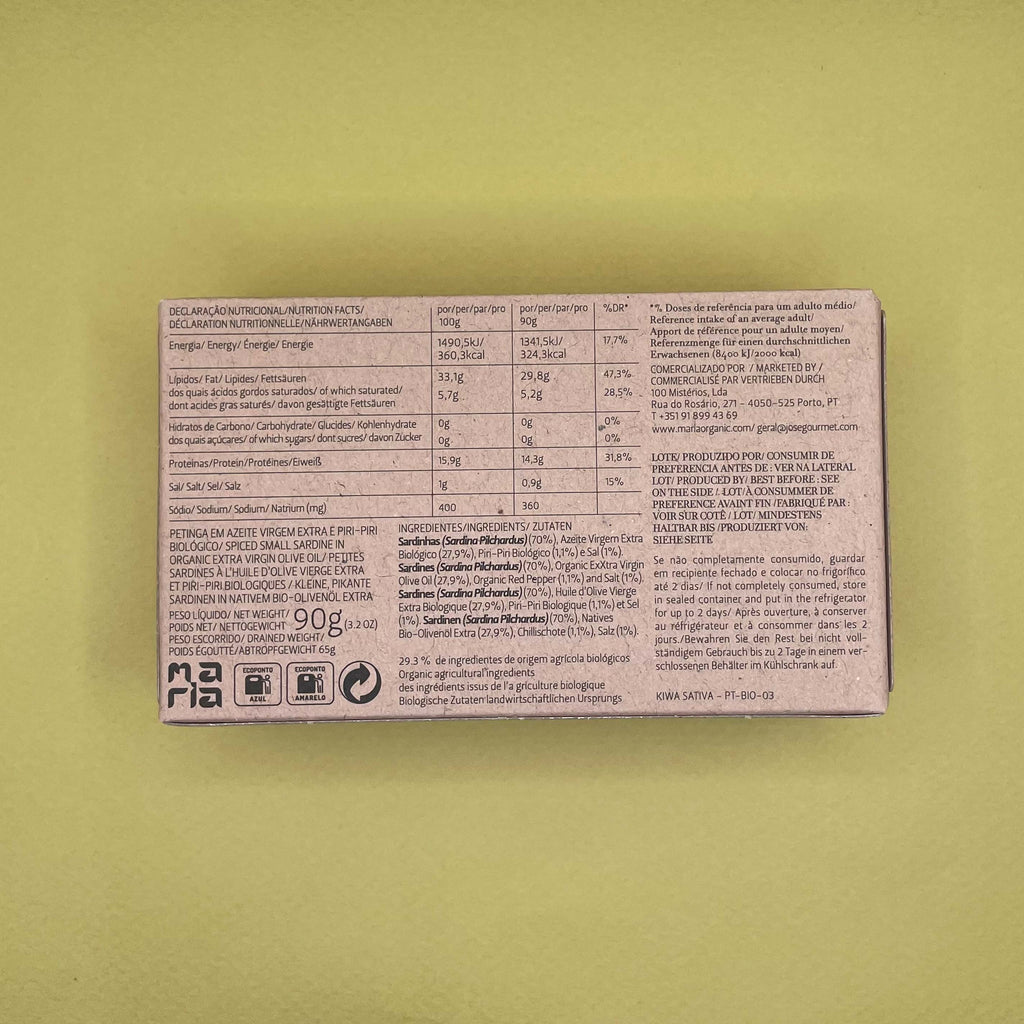 DECLARAÇÃO NUTRICIONAL/NUTRITION FACTS/
DÉCLARATION NUTRITIONNELLE/NÄHRWERTANGABEN
por/per/par/pro
100g
por/per/par/pro
90g
%DR*
Energia/ Energy/ Énergie/ Energie
1490,5kJ/
360,3kcal
1341,5kJ/
324,3kcal
17,7%
Lípidos/ Fat/ Lipides/ Fettsäuren
33,1g
29,8g
47,3%
dos quais ácidos gordos saturados/ of which saturated/
dont acides gras saturés/ davon gesättigte Fettsäuren
5,7g
5,2g
28,5%
Hidratos de Carbono/ Carbohydrate/ Glucides/ Kohlenhydrate
0g
0g
0%
dos quais açúcares/ of which sugars/ dont sucres/ davon Zücker
0g
0g
0%
Proteínas/Protein/Protéines/Eiweiß
15,9g
14,3g
31,8%
Sal/ Salt/ Sel/ Salz
1g
0,9g
15%
Sódio/ Sodium/ Sodium/ Natrium (mg)
400
360
PETINGA EM AZEITE VIRGEM EXTRA E PIRI-PIRI
BIOLÓGICO/ SPICED SMALL SARDINE IN
ORGANIC EXTRA VIRGIN OLIVE OIL/ PETITES
SARDINES À L'HUILE D'OLIVE VIERGE EXTRA
ET PIRI-PIRI BIOLOGIQUES / KLEINE, PIKANTE
SARDINEN IN NATIVEM BIO-OLIVENÖL EXTRA
PESO LÍQUIDO/ NET WEIGHT/
POIDS NET/ NETTOGEWICHT 90g (3.2 OZ)
PESO ESCORRIDO/ DRAINED WEIGHT/
POIDS ÉGOUTTÉ/ABTROPFGEWICHT 65g
maria
ECOPONTO
AZUL
ECOPONTO
AMARELO
INGREDIENTES/INGREDIENTS/ ZUTATEN
Sardinhas (Sardina Pilchardus) (70%), Azeite Virgem Extra
Biológico (27,9%), Piri-Piri Biológico (1,1%) e Sal (1%).
Sardines (Sardina Pilchardus) (70%), Organic ExXtra Virgin
Olive Oil (27,9%), Organic Red Pepper (1,1%) and Salt (1%).
Sardines (Sardina Pilchardus) (70%), Huile d'Olive Vierge
Extra Biologique (27,9%), Piri-Piri Biologique (1,1%) et Sel
(1%). Sardinen (Sardina Pilchardus) (70%), Natives
Bio-Olivenöl Extra (27,9%), Chillischote (1,1%), Salz (1%).
29.3 % de ingredientes de origem agrícola biológicos
Organic agricultural ingredients
des ingrédients issus de l'a griculture biologique
Biologische Zutaten landwirtschaftlichen Ursprungs
*% Doses de referência para um adulto médio/
Reference intake of an average adult/
Apport de référence pour un adulte moyen/
Referenzmenge für einen durchschnittlichen
Erwachsenen (8400 kJ/2000 kcal)
COMERCIALIZADO POR / MARKETED BY /
COMMERCIALISÉ PAR VERTRIEBEN DURCH
100 Mistérios, Lda
Rua do Rosário, 271 - 4050-525 Porto, PT
T +351 91 899 43 69
www.mariaorganic.com/ geral@josegourmet.com
LOTE/ PRODUZIDO POR/ CONSUMIR DE
PREFERENCIA ANTES DE : VER NA LATERAL
LOT/ PRODUCED BY/ BEST BEFORE : SEE
ON THE SIDE / LOT/À CONSUMMER DE
PREFERENCE AVAINT FIN /FABRIQUÉ PAR :
VOIR SUR COTÊ / LOT/ MINDESTENS
HALTBAR BIS /PRODUZIERT VON:
SIEHE SEITE
Se não completamente consumido, guardar
em recipiente fechado e colocar no frigorífico
até 2 dias/ If not completely consumed, store
in sealed container and put in the refrigerator
for up to 2 days/ Après ouverture, à conserver
au réfrigérateur et à consommer dans les 2
jours./Bewahren Sie den Rest bei nicht voll-
ständigem Gebrauch bis zu 2 Tage in einem ver-
schlossenen Behälter im Kühlschrank auf.
KIWA SATIVA - PT-BIO-03